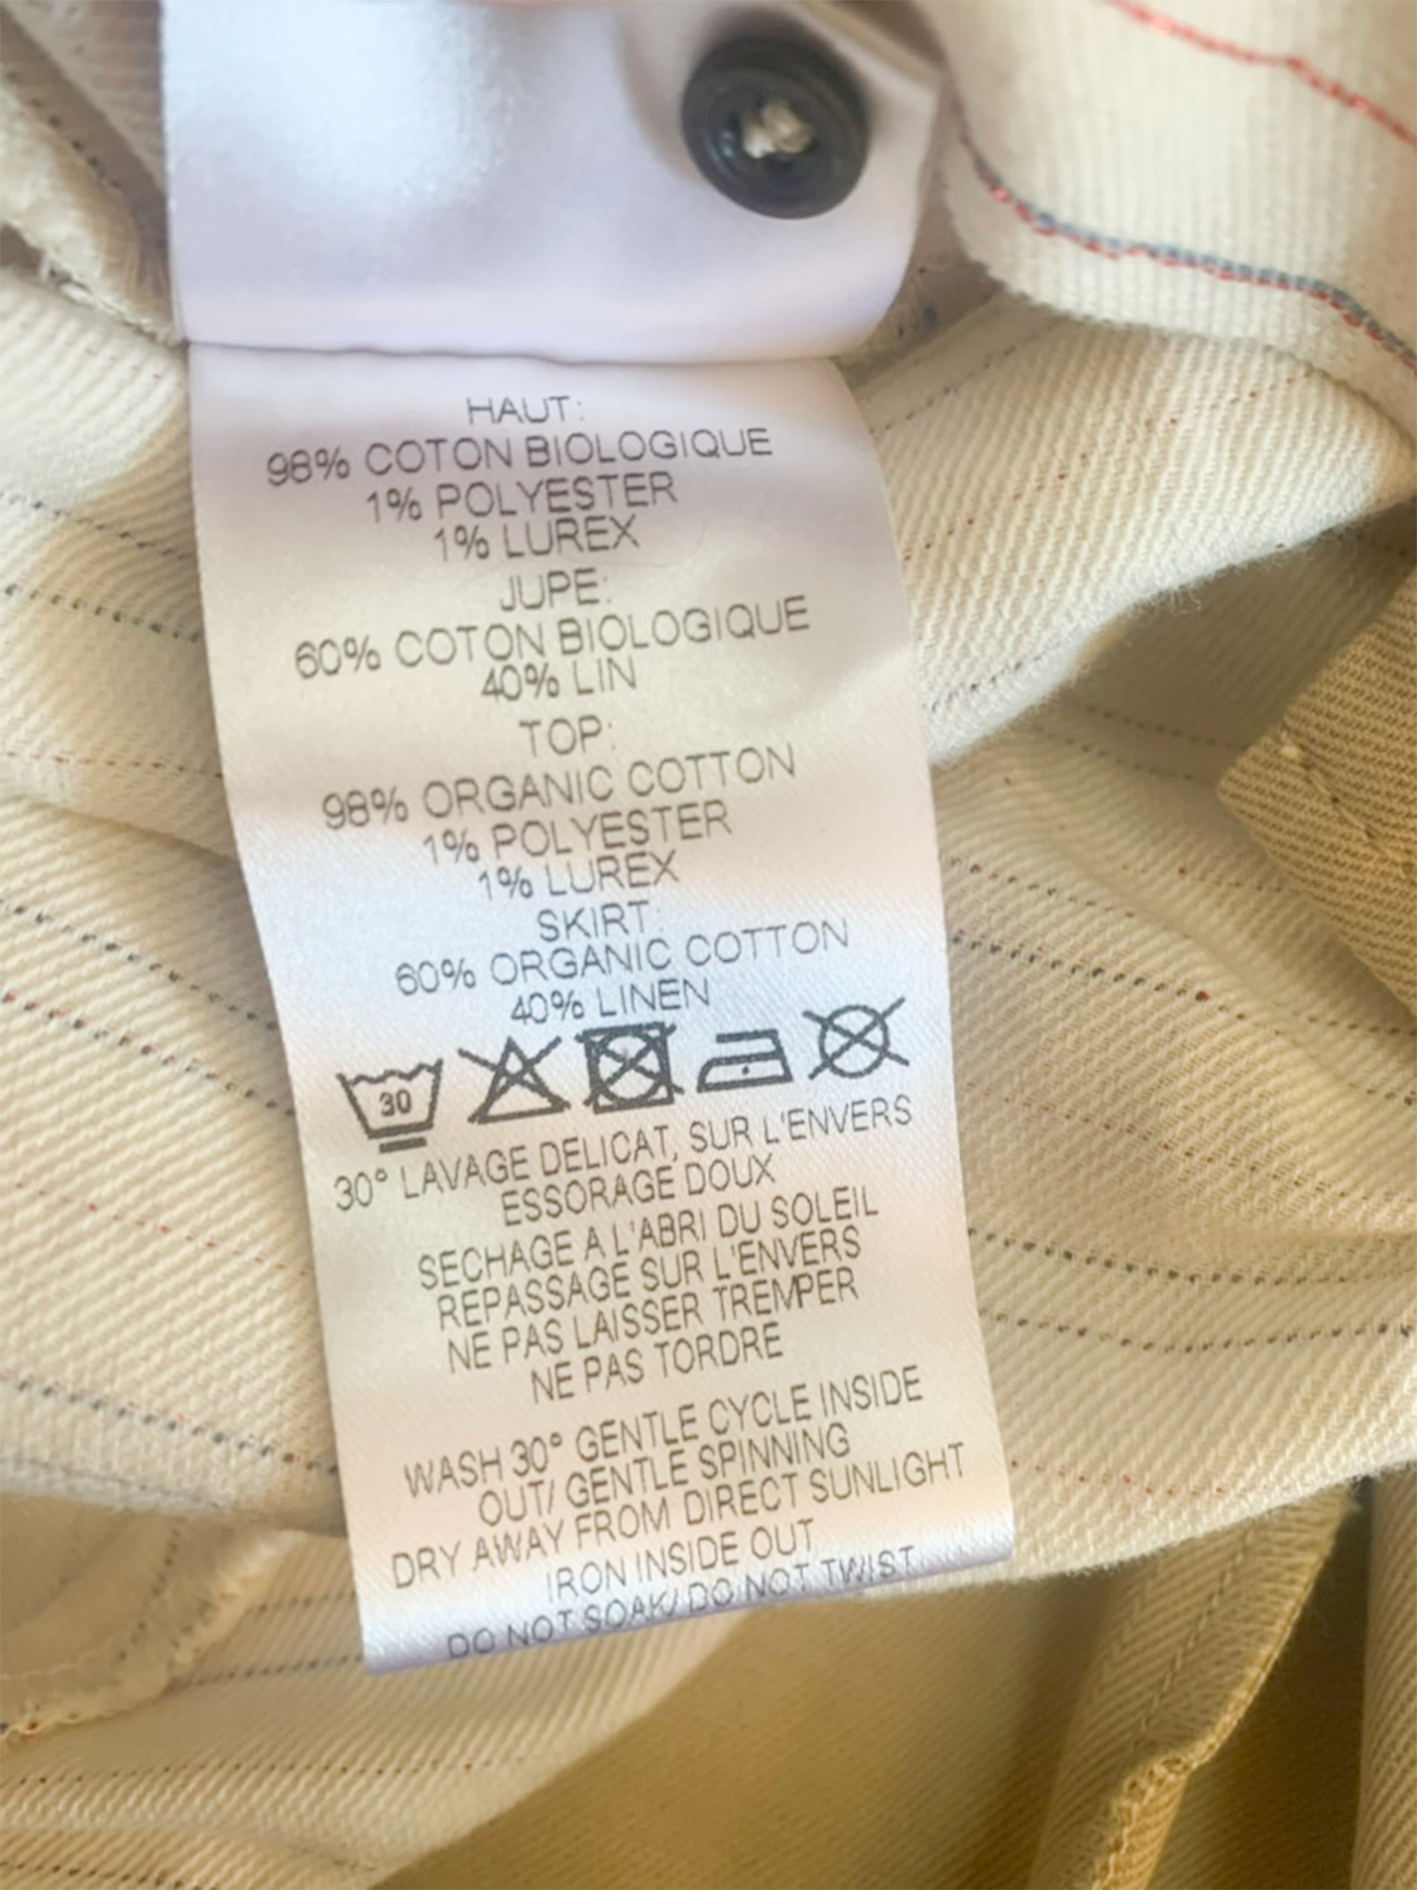 HAUT:
98% COTON BIOLOGIQUE
1% POLYESTER
1% LUREX
JUPE:
60% COTON BIOLOGIQUE
40% LIN
TOP:
98% ORGANIC COTTON
1% POLYESTER
1% LUREX
SKIRT:
60% ORGANIC COTTON
40% LINEN
30
30° LAVAGE DELICAT, SUR L'ENVERS
ESSORAGE DOUX
SECHAGE A L'ABRI DU SOLEIL
REPASSAGE SUR L'ENVERS
NE PAS LAISSER TREMPER
NE PAS TORDRE
WASH 30° GENTLE CYCLE INSIDE
OUT/ GENTLE SPINNING
DRY AWAY FROM DIRECT SUNLIGHT
IRON INSIDE OUT
DO NOT SOAK/ DO NOT TWIST